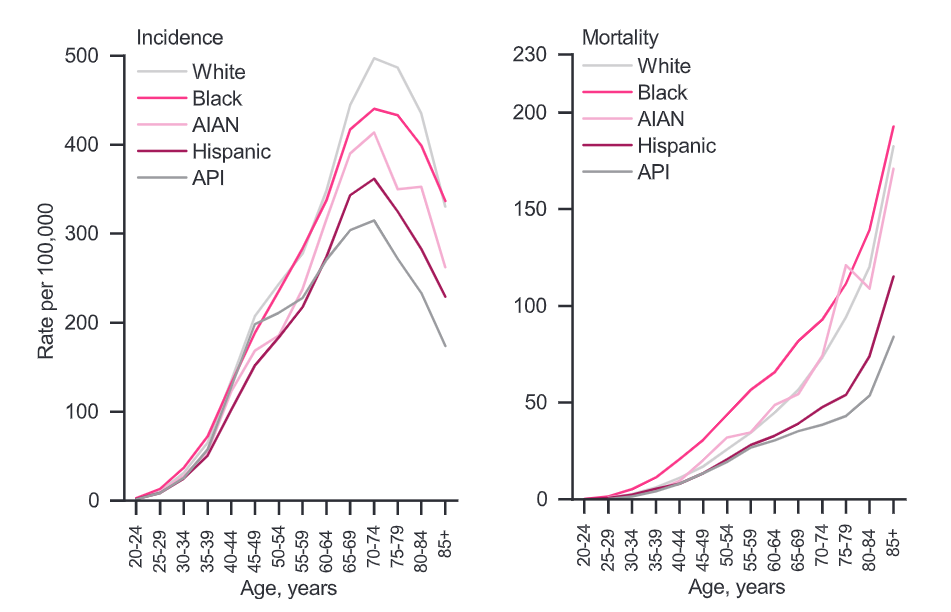 Incidence
White
Black
AIAN
Hispanic
API
Rate per 100,000
500
400
300
200
100
0
20-24
25-29
30-34
35-39
40-44
45-49
50-54
55-59
60-64
65-69
70-74
75-79
80-84
85+
Age, years
Mortality
White
Black
AIAN
Hispanic
API
230
200
150
100
50
0
20-24
25-29
30-34
35-39
40-44
45-49
50-54
55-59
60-64
65-69
70-74
75-79
80-84
85+
Age, years